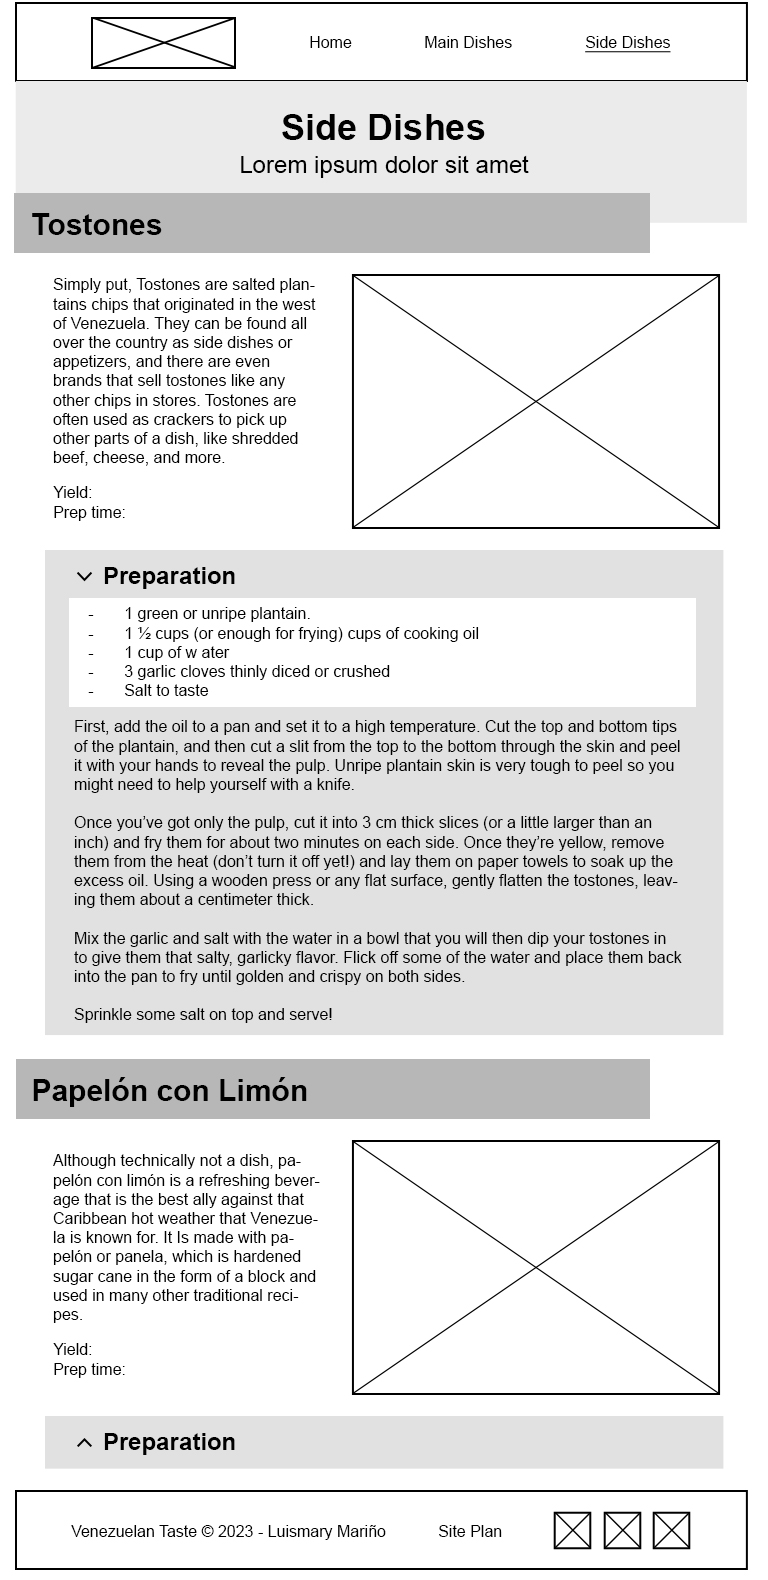 Home Main Dishes Side Dishes
Side Dishes
Lorem ipsum dolor sit amet
Tostones
Simply put, Tostones are salted plan-
tains chips that originated in the west
of Venezuela. They can be found all
over the country as side dishes or
appetizers, and there are even
brands that sell tostones like any
other chips in stores. Tostones are
often used as crackers to pick up
other parts of a dish, like shredded
beef, cheese, and more.
Yield:
Prep time:
Preparation
- 1 green or unripe plantain.
- 1 ½ cups (or enough for frying) cups of cooking oil
- 1 cup of w ater
- 3 garlic cloves thinly diced or crushed
- Salt to taste
First, add the oil to a pan and set it to a high temperature. Cut the top and bottom tips
of the plantain, and then cut a slit from the top to the bottom through the skin and peel
it with your hands to reveal the pulp. Unripe plantain skin is very tough to peel so you
might need to help yourself with a knife.
Once you’ve got only the pulp, cut it into 3 cm thick slices (or a little larger than an
inch) and fry them for about two minutes on each side. Once they’re yellow, remove
them from the heat (don’t turn it off yet!) and lay them on paper towels to soak up the
excess oil. Using a wooden press or any flat surface, gently flatten the tostones, leav-
ing them about a centimeter thick.
Mix the garlic and salt with the water in a bowl that you will then dip your tostones in
to give them that salty, garlicky flavor. Flick off some of the water and place them back
into the pan to fry until golden and crispy on both sides.
Sprinkle some salt on top and serve!
Papelón con Limón
Although technically not a dish, pa-
pelón con limón is a refreshing bever-
age that is the best ally against that
Caribbean hot weather that Venezue-
la is known for. It Is made with pa-
pelón or panela, which is hardened
sugar cane in the form of a block and
used in many other traditional reci-
pes.
Yield:
Prep time:
Preparation
Venezuelan Taste © 2023 - Luismary Mariño Site Plan